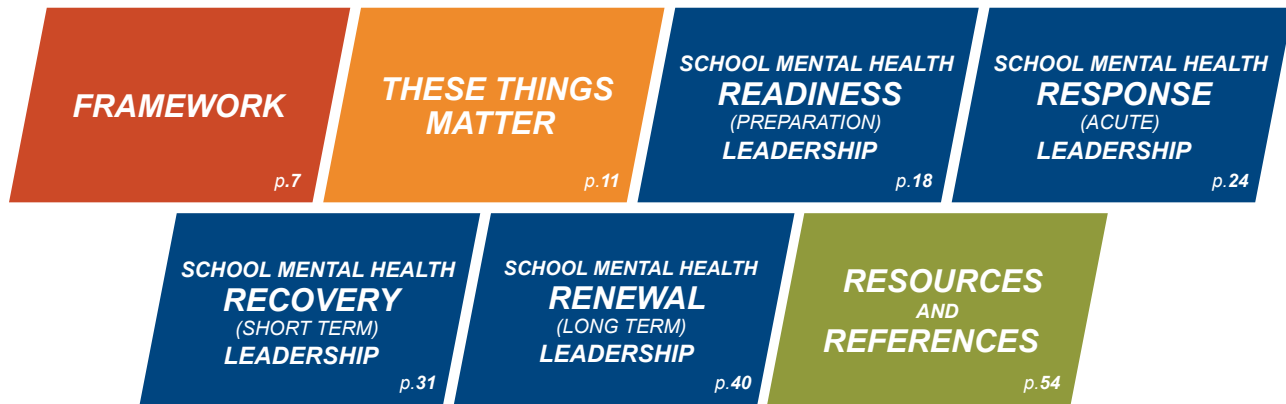 FRAMEWORK
p.7
THESE THINGS
MATTER
p.11
SCHOOL MENTAL HEALTH
READINESS
(PREPARATION)
LEADERSHIP
p.18
SCHOOL MENTAL HEALTH
RESPONSE
(ACUTE)
LEADERSHIP
p.24
SCHOOL MENTAL HEALTH
RECOVERY
(SHORT TERM)
LEADERSHIP
p.31
SCHOOL MENTAL HEALTH
RENEWAL
(LONG TERM)
LEADERSHIP
p.40
RESOURCES
AND
REFERENCES
p.54